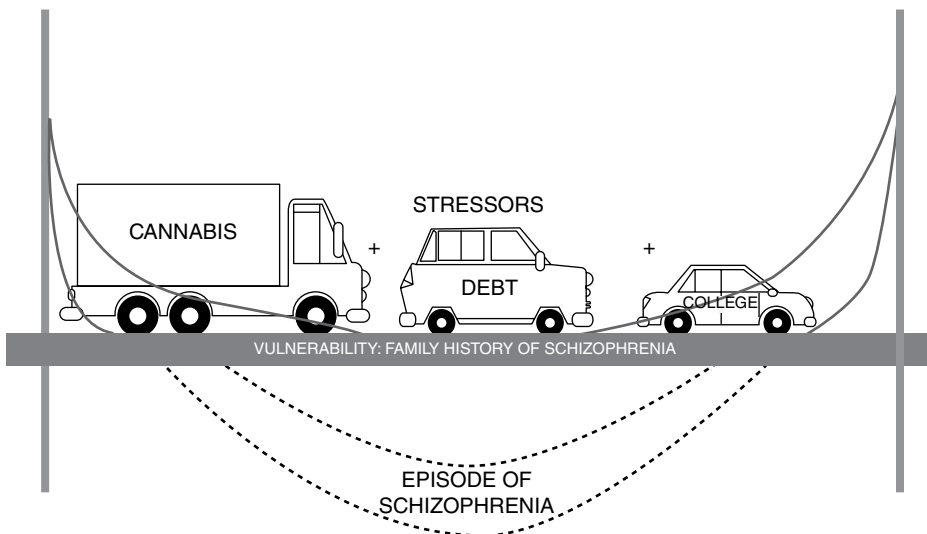 STRESSORS
CANNABIS
+
DEBT
+
COLLEGE
VULNERABILITY: FAMILY HISTORY OF SCHIZOPHRENIA
EPISODE OF
SCHIZOPHRENIA